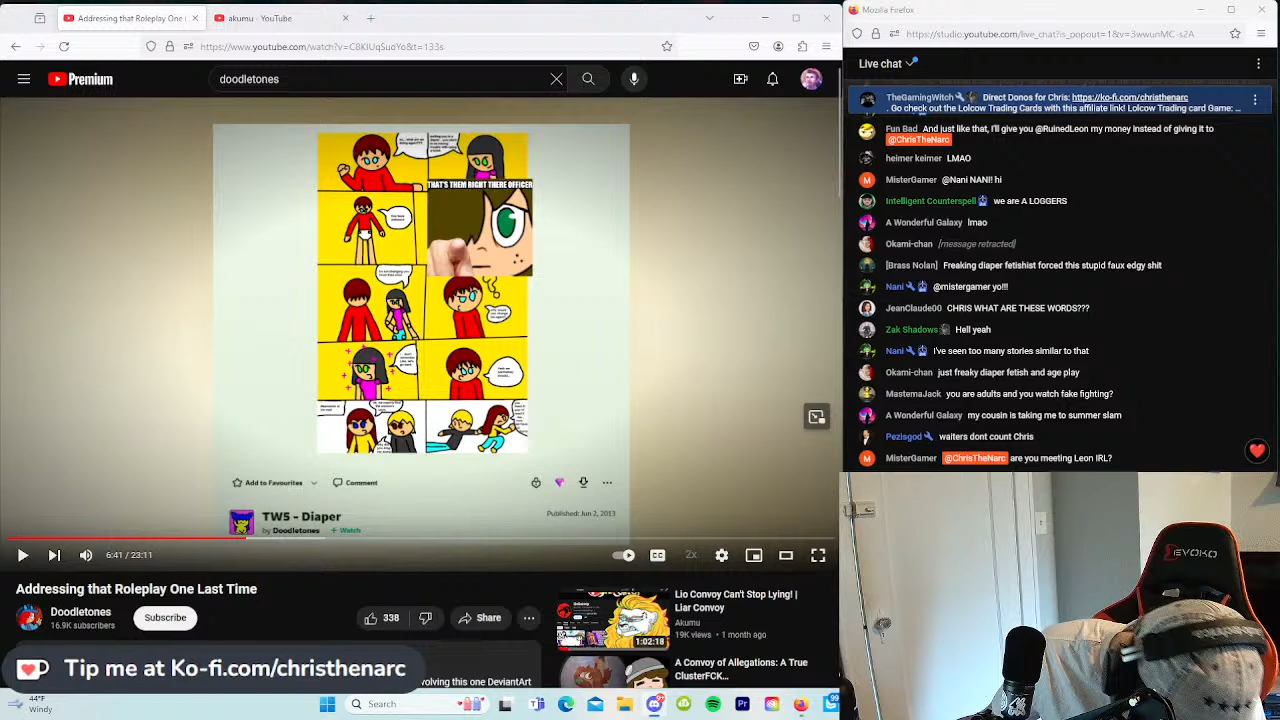 Addressing that Roleplay One
akumu - YouTube
https://www.youtube.com/watch?v=C8KIUqSuoYo&t=133s
Premium
doodletones
THAT'S THEM RIGHT THERE OFFICER
Add to Favourites
Comment
TW5 - Diaper
by Doodletones + Watch
Published: Jun 2, 2013
6:41 / 23:11
CC
2x
Addressing that Roleplay One Last Time
Doodletones
16.9K subscribers
Subscribe
338
Share
Lio Convoy Can't Stop Lying! |
Liar Convoy
Akumu
19K views • 1 month ago
1:02:18
A Convoy of Allegations: A True
ClusterFCK...
Tip me at Ko-fi.com/christhenarc
volving this one DeviantArt
44°F
Windy
Search
Mozilla Firefox
https://studio.youtube.com/live_chat?is_popout=1&v=3wwunMC-s2A
Live chat
TheGamingWitch Direct Donos for Chris: https://ko-fi.com/christhenarc
. Go check out the Lolcow Trading Cards with this affiliate link! Lolcow Trading card Game: ...
Fun Bad And just like that, I'll give you @RuinedLeon my money instead of giving it to
@ChrisTheNarc
heimer keimer LMAO
MisterGamer @Nani NANI! hi
Intelligent Counterspell we are A LOGGERS
A Wonderful Galaxy lmao
Okami-chan [message retracted]
[Brass Nolan] Freaking diaper fetishist forced this stupid faux edgy shit
Nani @mistergamer yo!!!
JeanClaude00 CHRIS WHAT ARE THESE WORDS???
Zak Shadows Hell yeah
Nani I've seen too many stories similar to that
Okami-chan just freaky diaper fetish and age play
MastemaJack you are adults and you watch fake fighting?
A Wonderful Galaxy my cousin is taking me to summer slam
Pezisgod waiters dont count Chris
MisterGamer @ChrisTheNarc are you meeting Leon IRL?
EVOKO